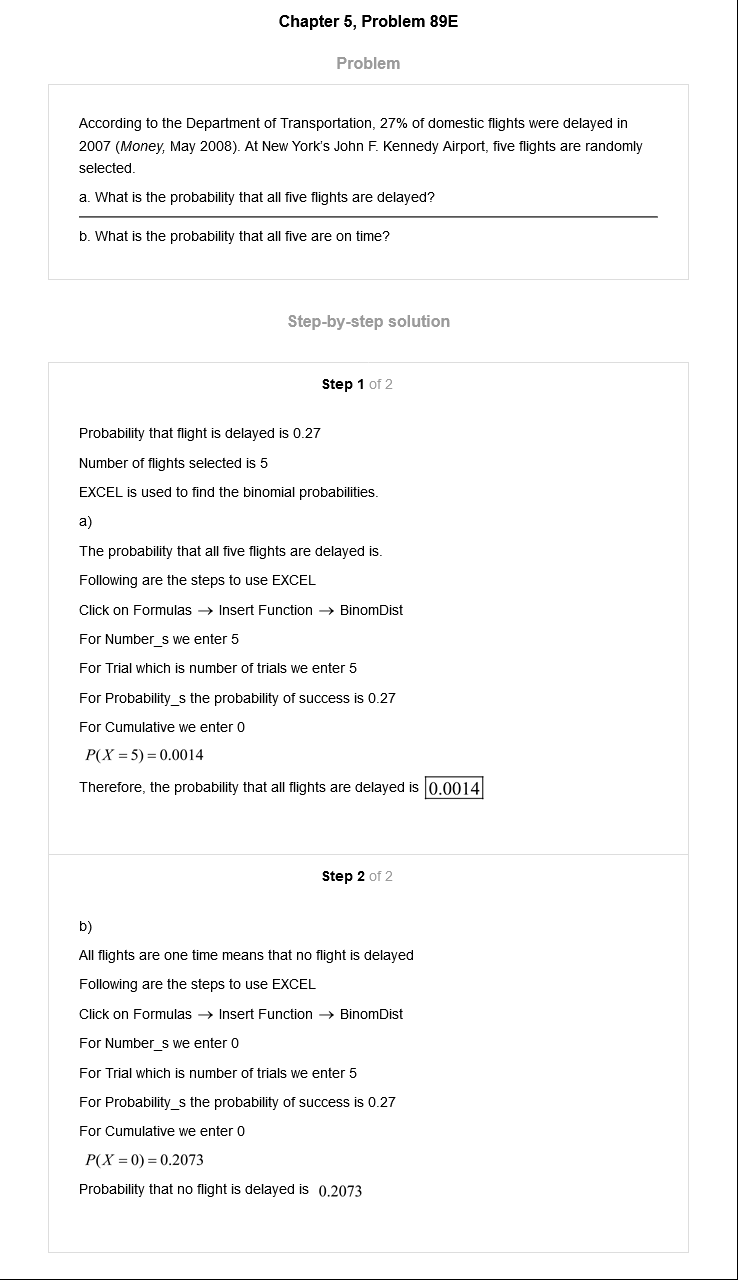 Chapter 5, Problem 89E
Problem
According to the Department of Transportation, 27% of domestic flights were delayed in
2007 (Money, May 2008). At New York's John F. Kennedy Airport, five flights are randomly
selected.
a. What is the probability that all five flights are delayed?
b. What is the probability that all five are on time?
Step-by-step solution
Step 1 of 2
Probability that flight is delayed is 0.27
Number of flights selected is 5
EXCEL is used to find the binomial probabilities.
a)
The probability that all five flights are delayed is.
Following are the steps to use EXCEL
Click on Formulas → Insert Function → BinomDist
For Number_s we enter 5
For Trial which is number of trials we enter 5
For Probability_s the probability of success is 0.27
For Cumulative we enter 0
P(X = 5) = 0.0014
Therefore, the probability that all flights are delayed is 0.0014
Step 2 of 2
b)
All flights are one time means that no flight is delayed
Following are the steps to use EXCEL
Click on Formulas → Insert Function → BinomDist
For Number_s we enter 0
For Trial which is number of trials we enter 5
For Probability_s the probability of success is 0.27
For Cumulative we enter 0
P(X = 0) = 0.2073
Probability that no flight is delayed is 0.2073